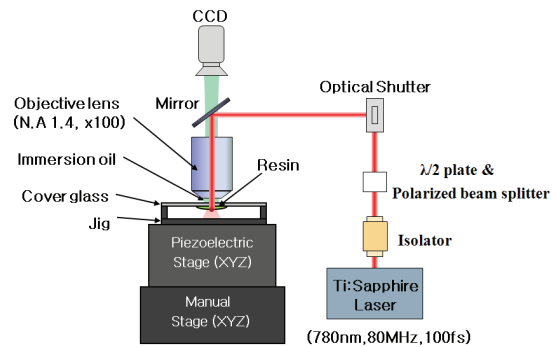 CCD
Optical Shutter
Mirror
Objective lens
(N,A 1,4, x100)
Immersion oil
Resin
λ/2 plate &
Polarized beam splitter
Cover glass
Jig
Isolator
Piezoelectric
Stage (XYZ)
Ti:Sapphire
Laser
Manual
Stage (XYZ)
(780nm,80MHz,100fs)